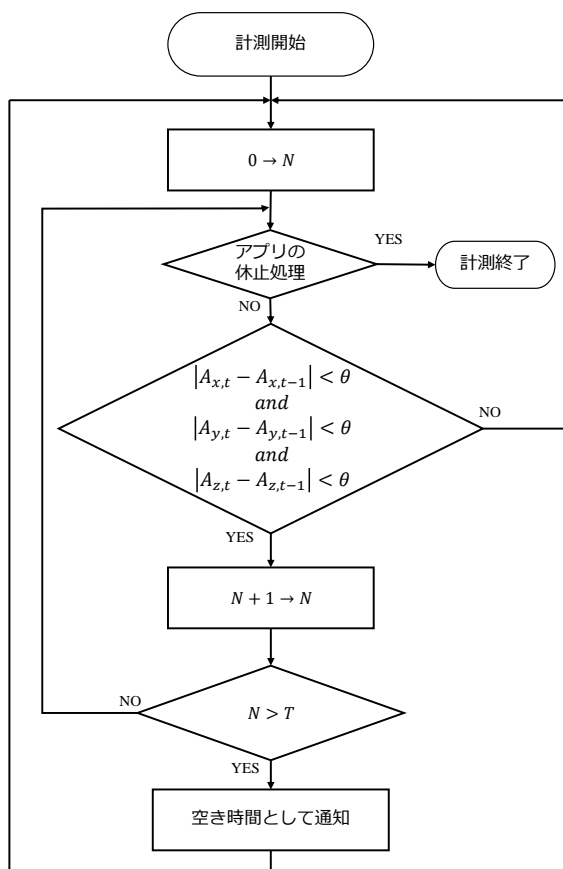 計測開始
0 → N
アプリの
休止処理
YES
計測終了
NO
|A_{x,t} − A_{x,t−1}| < θ
and
|A_{y,t} − A_{y,t−1}| < θ
and
|A_{z,t} − A_{z,t−1}| < θ
NO
YES
N + 1 → N
NO
N > T
YES
空き時間として通知